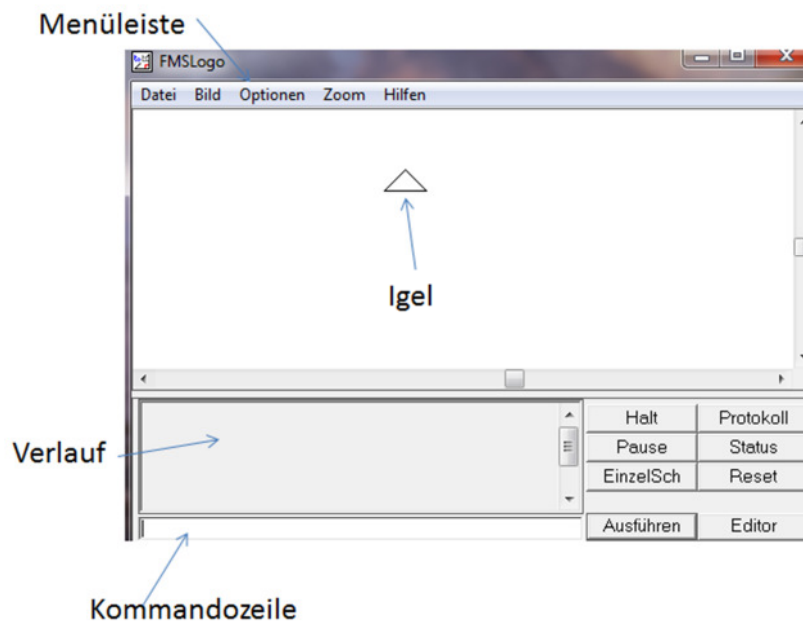 Menüleiste
FMSLogo
Datei Bild Optionen Zoom Hilfen
Igel
Verlauf
Halt Protokoll
Pause Status
EinzelSch Reset
Ausführen Editor
Kommandozeile